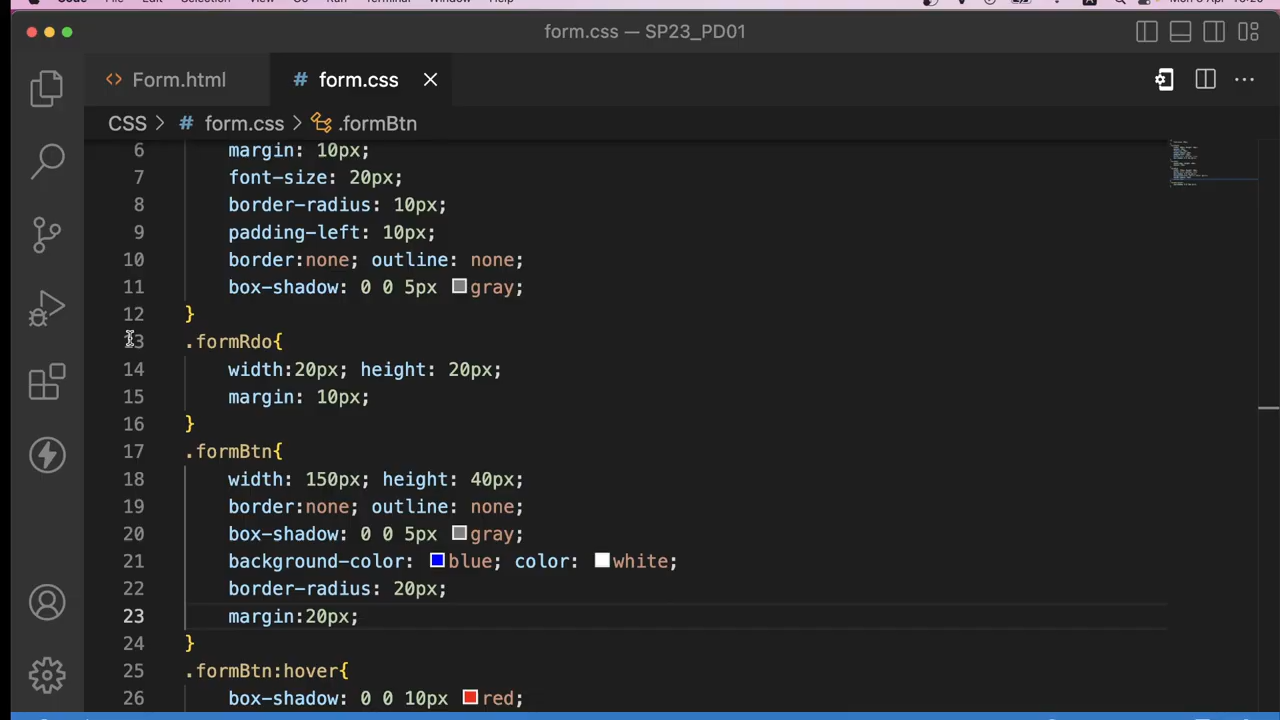 form.css — SP23_PD01
Form.html
# form.css
CSS > # form.css > .formBtn
6 margin: 10px;
7 font-size: 20px;
8 border-radius: 10px;
9 padding-left: 10px;
10 border:none; outline: none;
11 box-shadow: 0 0 5px gray;
12 }
13 .formRdo{
14 width:20px; height: 20px;
15 margin: 10px;
16 }
17 .formBtn{
18 width: 150px; height: 40px;
19 border:none; outline: none;
20 box-shadow: 0 0 5px gray;
21 background-color: blue; color: white;
22 border-radius: 20px;
23 margin:20px;
24 }
25 .formBtn:hover{
26 box-shadow: 0 0 10px red;